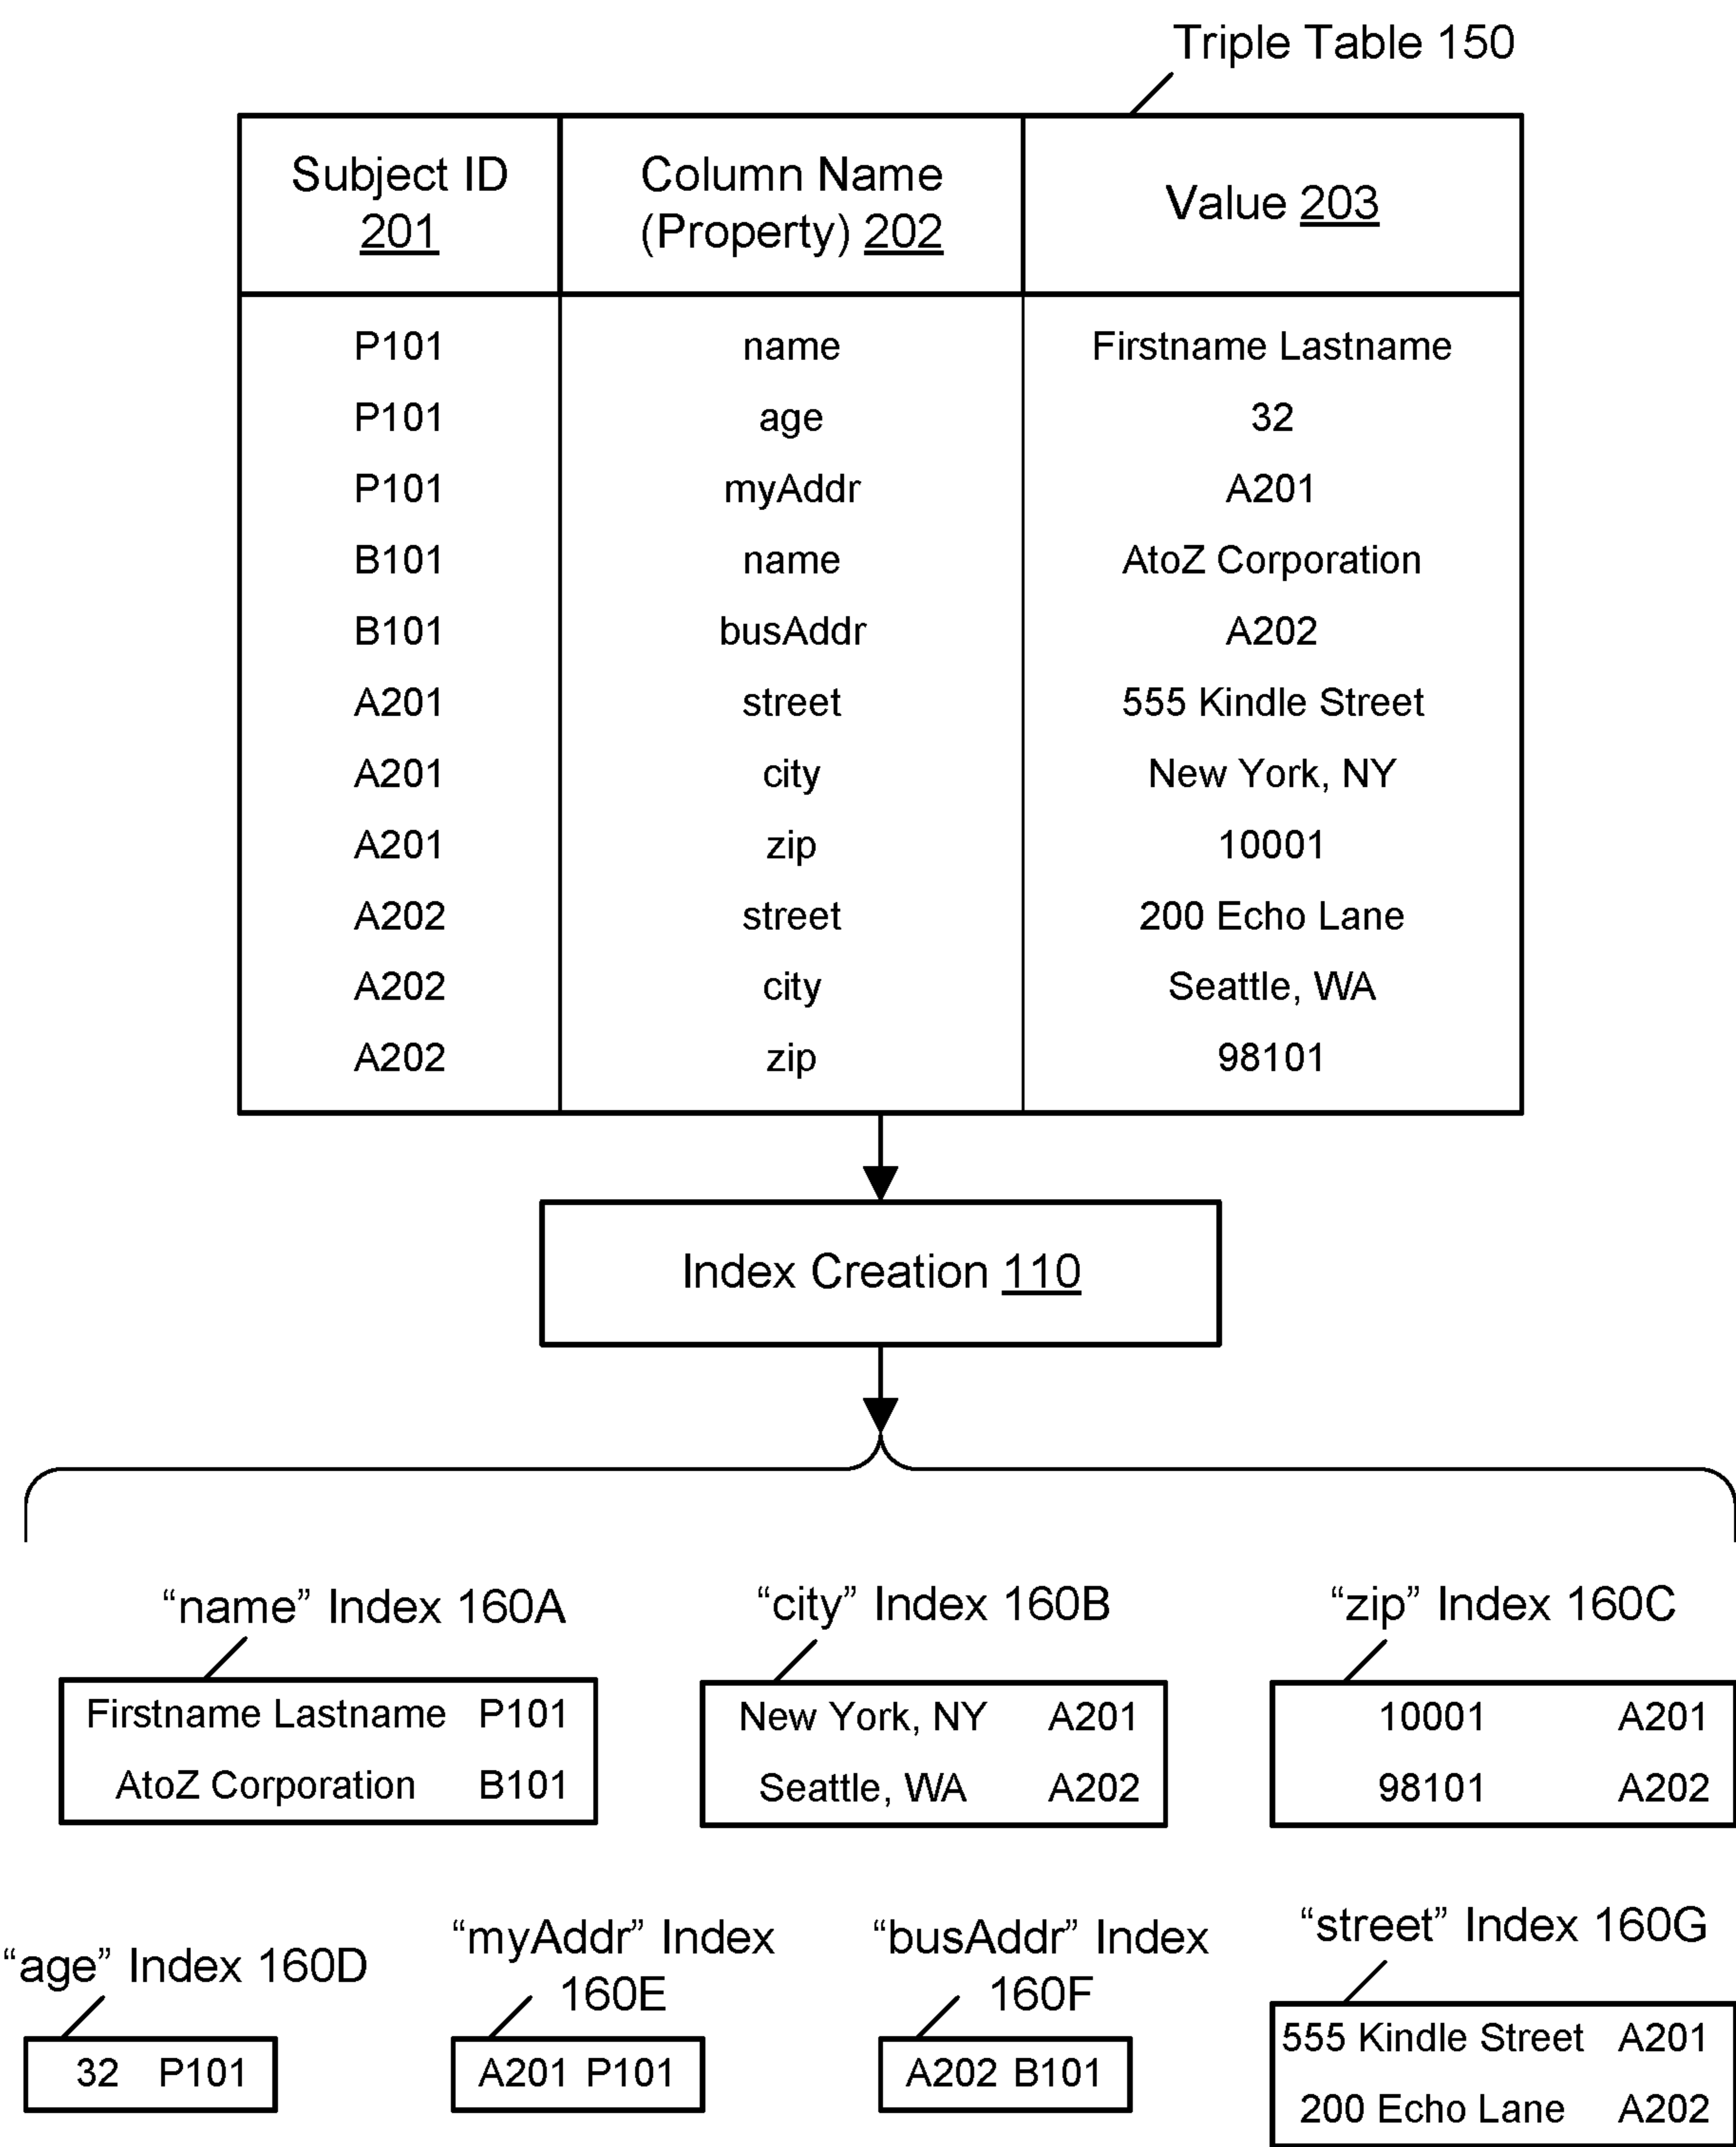 Triple Table 150
Subject ID 201
Column Name (Property) 202
Value 203
P101 name Firstname Lastname
P101 age 32
P101 myAddr A201
B101 name AtoZ Corporation
B101 busAddr A202
A201 street 555 Kindle Street
A201 city New York, NY
A201 zip 10001
A202 street 200 Echo Lane
A202 city Seattle, WA
A202 zip 98101
Index Creation 110
“name” Index 160A
Firstname Lastname P101
AtoZ Corporation B101
“city” Index 160B
New York, NY A201
Seattle, WA A202
“zip” Index 160C
10001 A201
98101 A202
“age” Index 160D
32 P101
“myAddr” Index
160E
A201 P101
“busAddr” Index
160F
A202 B101
“street” Index 160G
555 Kindle Street A201
200 Echo Lane A202